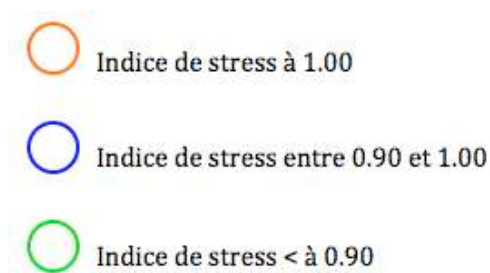 Indice de stress à 1.00
Indice de stress entre 0.90 et 1.00
Indice de stress < à 0.90